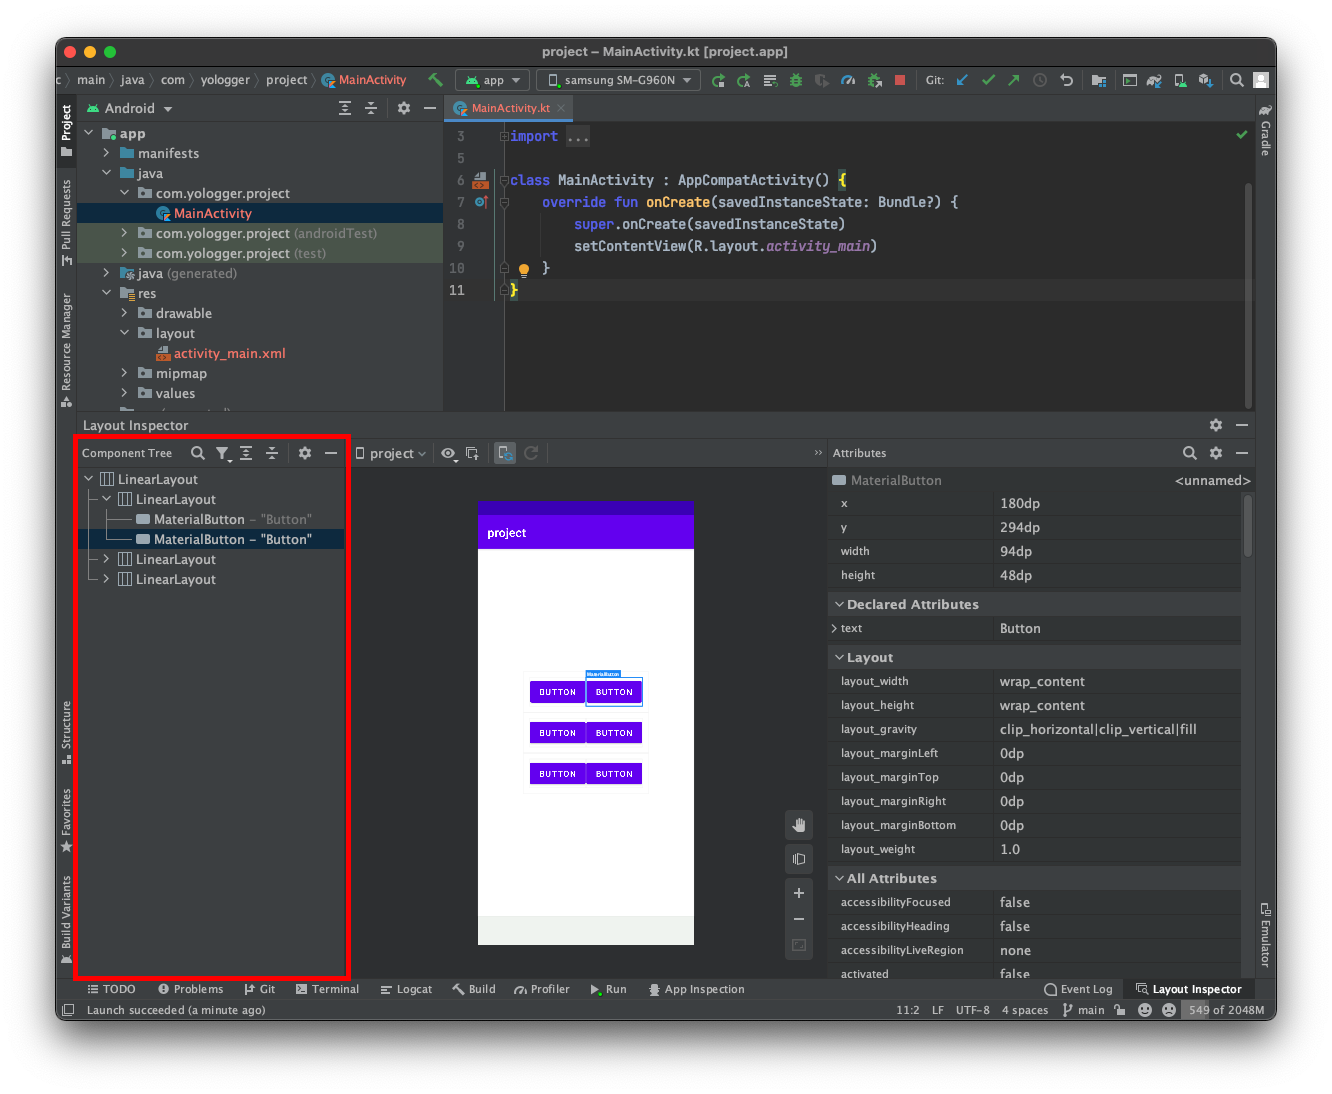 project – MainActivity.kt [project.app]
c main java com yologger project MainActivity app samsung SM-G960N Git:
Project
Pull Requests
Resource Manager
Structure
Favorites
Build Variants
Android
app
manifests
java
com.yologger.project
MainActivity
com.yologger.project (androidTest)
com.yologger.project (test)
java (generated)
res
drawable
layout
activity_main.xml
mipmap
values
MainActivity.kt
3 import ...
5
6 class MainActivity : AppCompatActivity() {
7 override fun onCreate(savedInstanceState: Bundle?) {
8 super.onCreate(savedInstanceState)
9 setContentView(R.layout.activity_main)
10 }
11 }
Gradle
Emulator
Layout Inspector
Component Tree
LinearLayout
LinearLayout
MaterialButton – "Button"
MaterialButton – "Button"
LinearLayout
LinearLayout
project
project
MaterialButton
BUTTON BUTTON
BUTTON BUTTON
BUTTON BUTTON
Attributes
MaterialButton <unnamed>
x 180dp
y 294dp
width 94dp
height 48dp
Declared Attributes
text Button
Layout
layout_width wrap_content
layout_height wrap_content
layout_gravity clip_horizontal|clip_vertical|fill
layout_marginLeft 0dp
layout_marginTop 0dp
layout_marginRight 0dp
layout_marginBottom 0dp
layout_weight 1.0
All Attributes
accessibilityFocused false
accessibilityHeading false
accessibilityLiveRegion none
activated false
TODO Problems Git Terminal Logcat Build Profiler Run App Inspection Event Log Layout Inspector
Launch succeeded (a minute ago) 11:2 LF UTF-8 4 spaces main 549 of 2048M